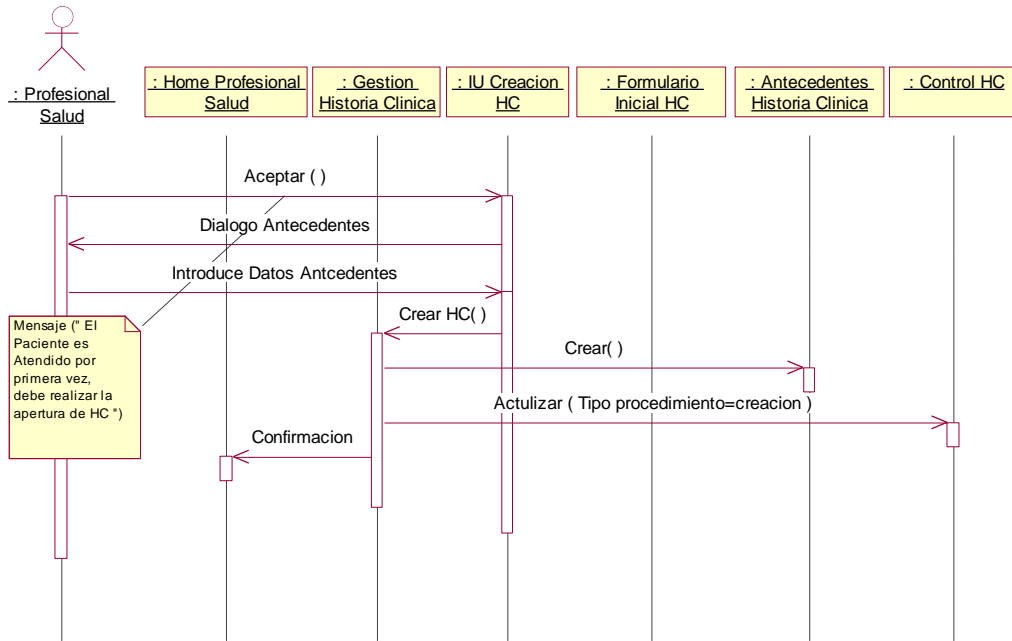 : Profesional
Salud
: Home Profesional
Salud
: Gestion
Historia Clinica
: IU Creacion
HC
: Formulario
Inicial HC
: Antecedentes
Historia Clinica
: Control HC
Aceptar ( )
Dialogo Antecedentes
Introduce Datos Antcedentes
Mensaje (" El
Paciente es
Atendido por
primera vez,
debe realizar la
apertura de HC ")
Crear HC( )
Crear( )
Actulizar ( Tipo procedimiento=creacion )
Confirmacion